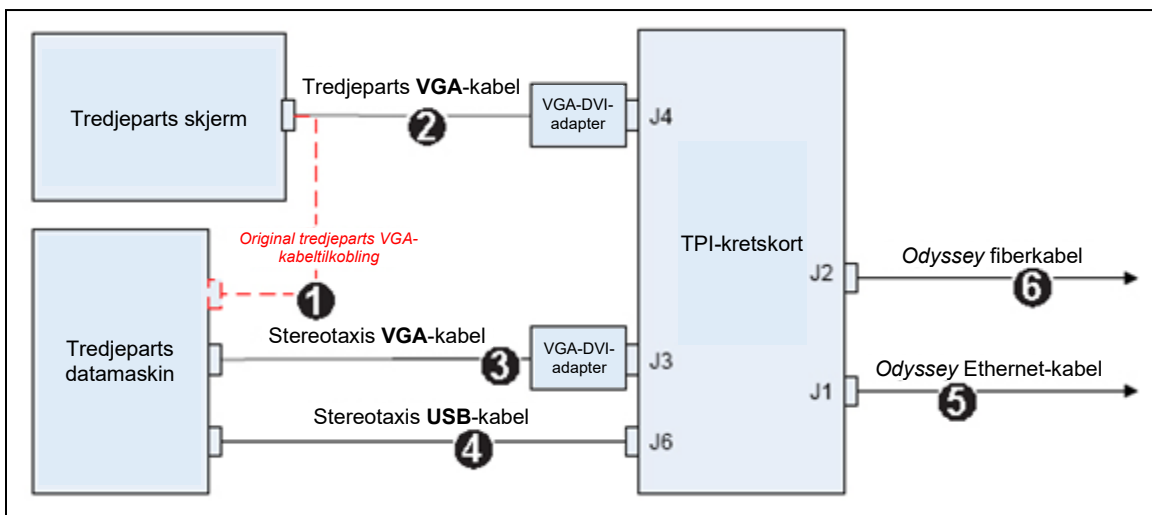 Tredjeparts skjerm
Tredjeparts VGA-kabel
2
VGA-DVI-
adapter
J4
Original tredjeparts VGA-
kabeltilkobling
1
TPI-kretskort
J2
Odyssey fiberkabel
6
Tredjeparts
datamaskin
Stereotaxis VGA-kabel
3
VGA-DVI-
adapter
J3
J1
Odyssey Ethernet-kabel
5
Stereotaxis USB-kabel
4
J6